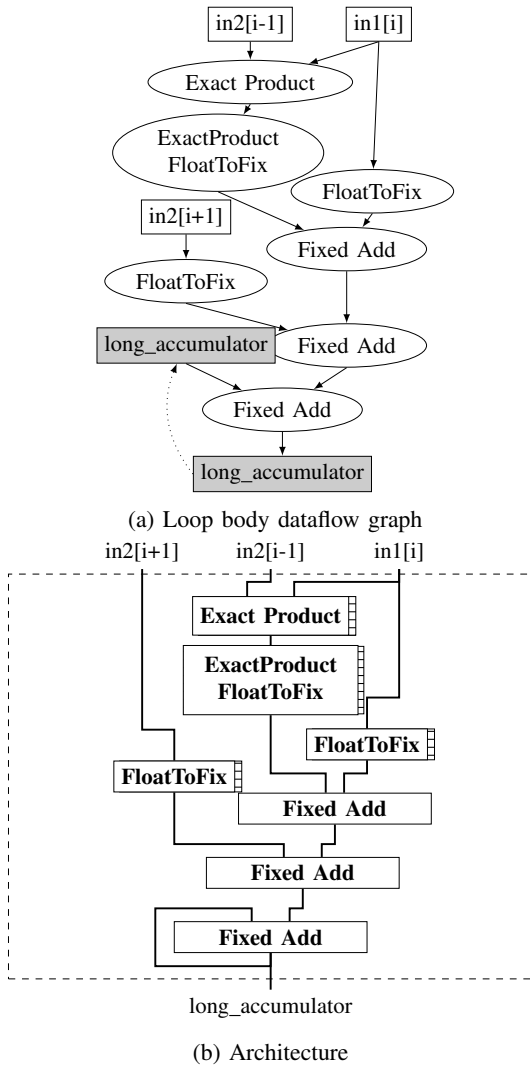 in2[i-1] in1[i]
Exact Product
ExactProduct
FloatToFix
FloatToFix
in2[i+1]
Fixed Add
FloatToFix
long_accumulator
Fixed Add
Fixed Add
long_accumulator
(a) Loop body dataflow graph
in2[i+1] in2[i-1] in1[i]
Exact Product
ExactProduct
FloatToFix
FloatToFix
FloatToFix
Fixed Add
Fixed Add
Fixed Add
long_accumulator
(b) Architecture